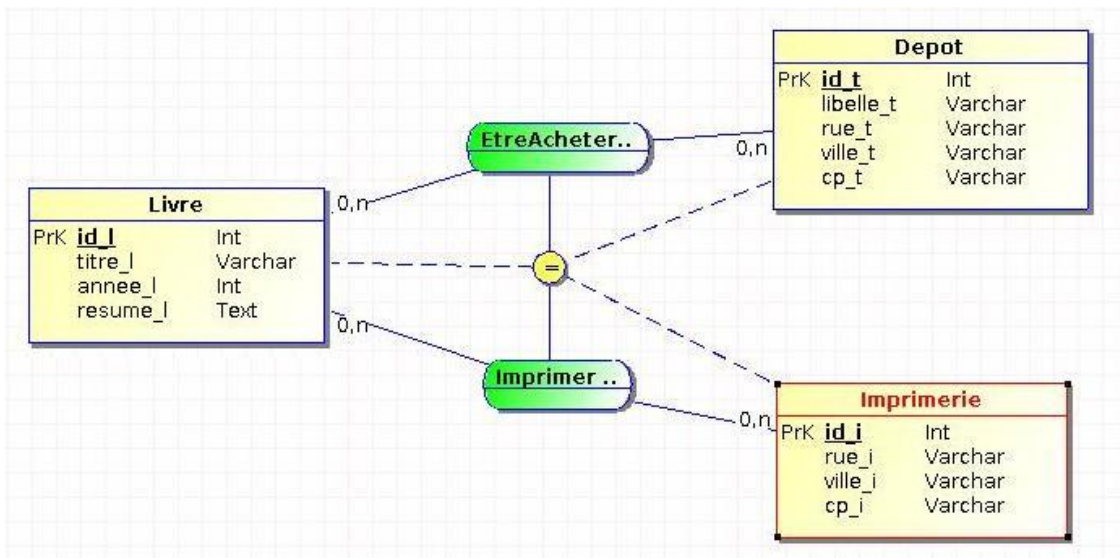 Depot
PrK id_t Int
libelle_t Varchar
rue_t Varchar
ville_t Varchar
cp_t Varchar
EtreAcheter..
0,n
0,n
Livre
PrK id_l Int
titre_l Varchar
annee_l Int
resume_l Text
=
0,n
Imprimer ..
0,n
Imprimerie
PrK id_i Int
rue_i Varchar
ville_i Varchar
cp_i Varchar